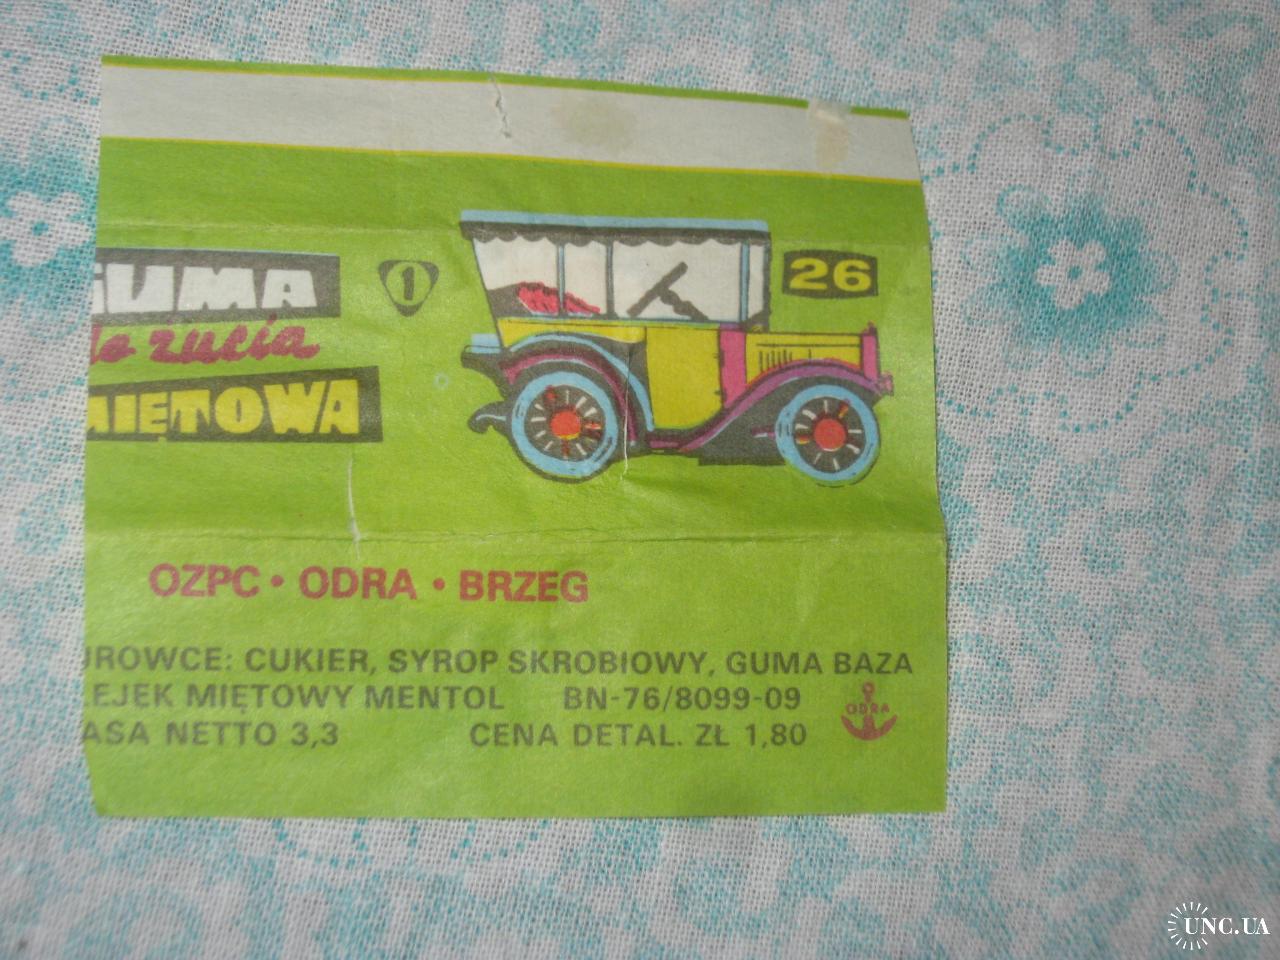 GUMA
do żucia
MIĘTOWA
1
26
OZPC • ODRA • BRZEG
UROWCE: CUKIER, SYROP SKROBIOWY, GUMA BAZA
LEJEK MIĘTOWY MENTOL BN-76/8099-09
ASA NETTO 3,3 CENA DETAL. ZŁ 1,80
ODRA
UNC.UA